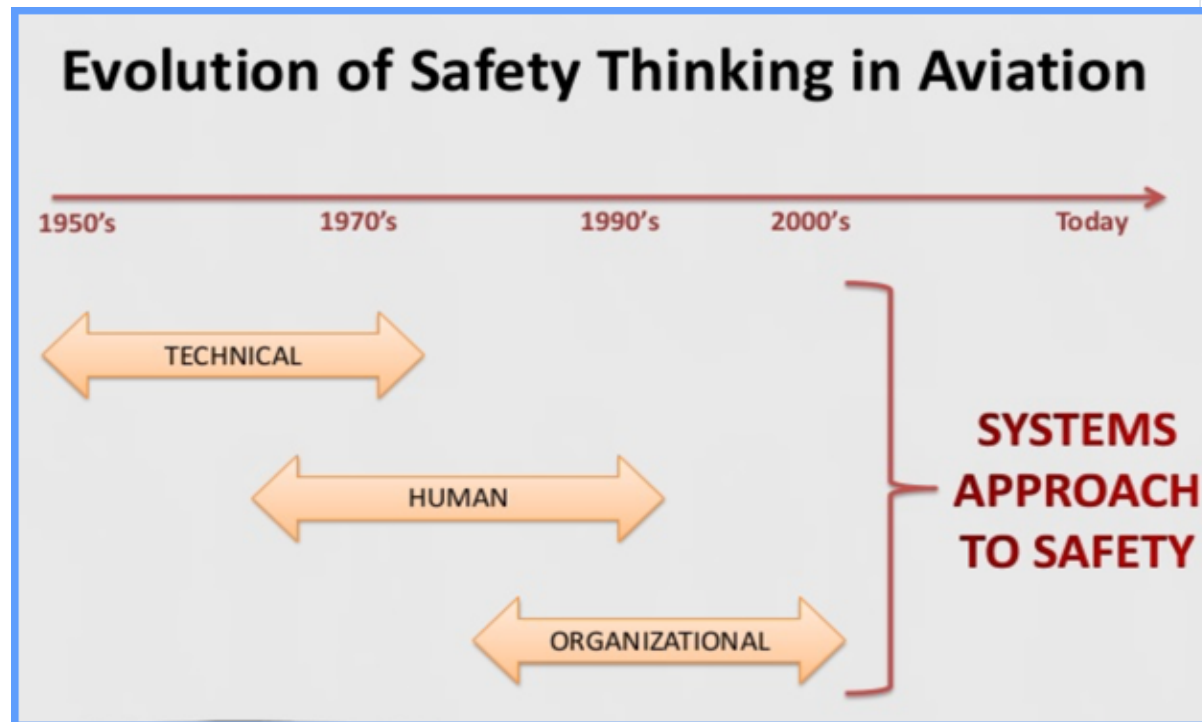 Evolution of Safety Thinking in Aviation
1950's 1970's 1990's 2000's Today
TECHNICAL
HUMAN
ORGANIZATIONAL
SYSTEMS
APPROACH
TO SAFETY